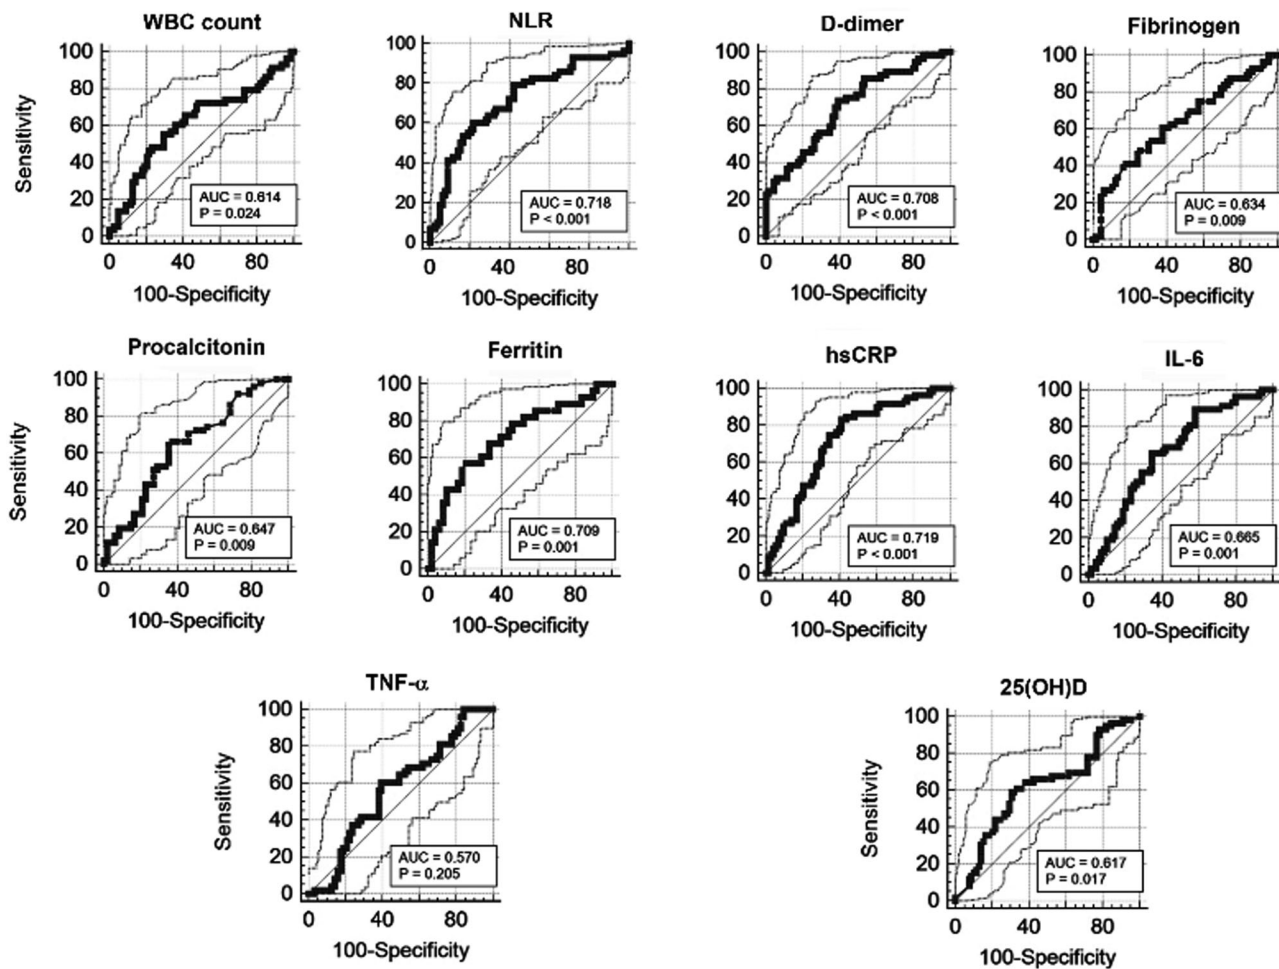 WBC count
NLR
D-dimer
Fibrinogen
Sensitivity
100
80
60
40
20
0
AUC = 0.614
P = 0.024
0 40 80
100-Specificity
100
80
60
40
20
0
AUC = 0.718
P < 0.001
0 40 80
100-Specificity
100
80
60
40
20
0
AUC = 0.708
P < 0.001
0 40 80
100-Specificity
100
80
60
40
20
0
AUC = 0.634
P = 0.009
0 40 80
100-Specificity
Procalcitonin
Ferritin
hsCRP
IL-6
Sensitivity
100
80
60
40
20
0
AUC = 0.647
P = 0.009
0 40 80
100-Specificity
100
80
60
40
20
0
AUC = 0.709
P = 0.001
0 40 80
100-Specificity
100
80
60
40
20
0
AUC = 0.719
P < 0.001
0 40 80
100-Specificity
100
80
60
40
20
0
AUC = 0.665
P = 0.001
0 40 80
100-Specificity
TNF-α
25(OH)D
Sensitivity
100
80
60
40
20
0
AUC = 0.570
P = 0.205
0 40 80
100-Specificity
Sensitivity
100
80
60
40
20
0
AUC = 0.617
P = 0.017
0 40 80
100-Specificity